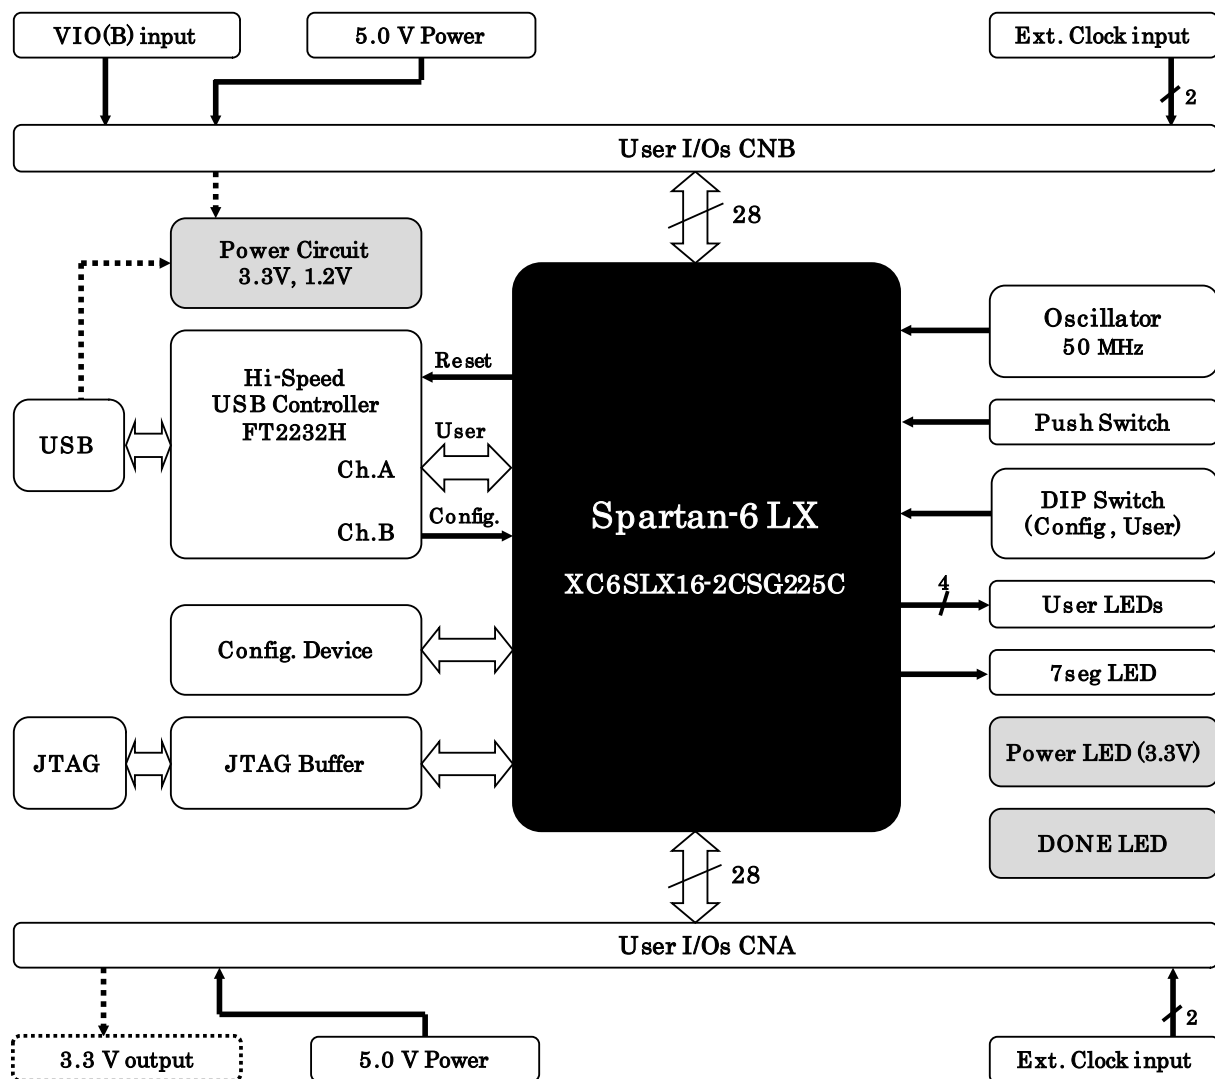 VIO(B) input
5.0 V Power
Ext. Clock input
2
User I/Os CNB
28
Power Circuit
3.3V, 1.2V
Oscillator
50 MHz
Hi-Speed
USB Controller
FT2232H
Reset
USB
User
Ch.A
Push Switch
Ch.B
Config.
DIP Switch
(Config , User)
Spartan-6 LX
XC6SLX16-2CSG225C
4
User LEDs
Config. Device
7seg LED
JTAG
JTAG Buffer
Power LED (3.3V)
DONE LED
28
User I/Os CNA
2
3.3 V output
5.0 V Power
Ext. Clock input